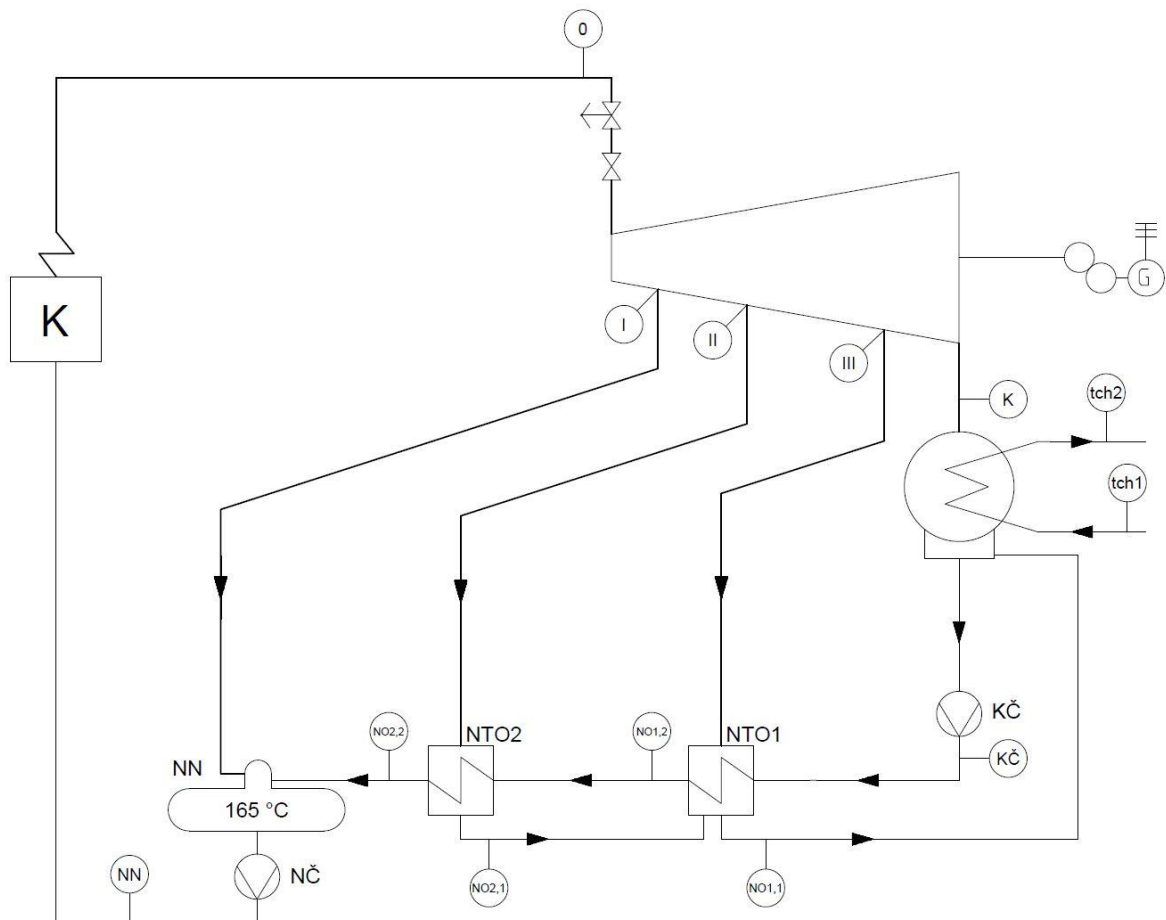 0
K
G
I
II
III
K
tch2
tch1
KČ
KČ
NTO2
NTO1
NO2,2
NO1,2
NN
165 °C
NČ
NN
NO2,1
NO1,1